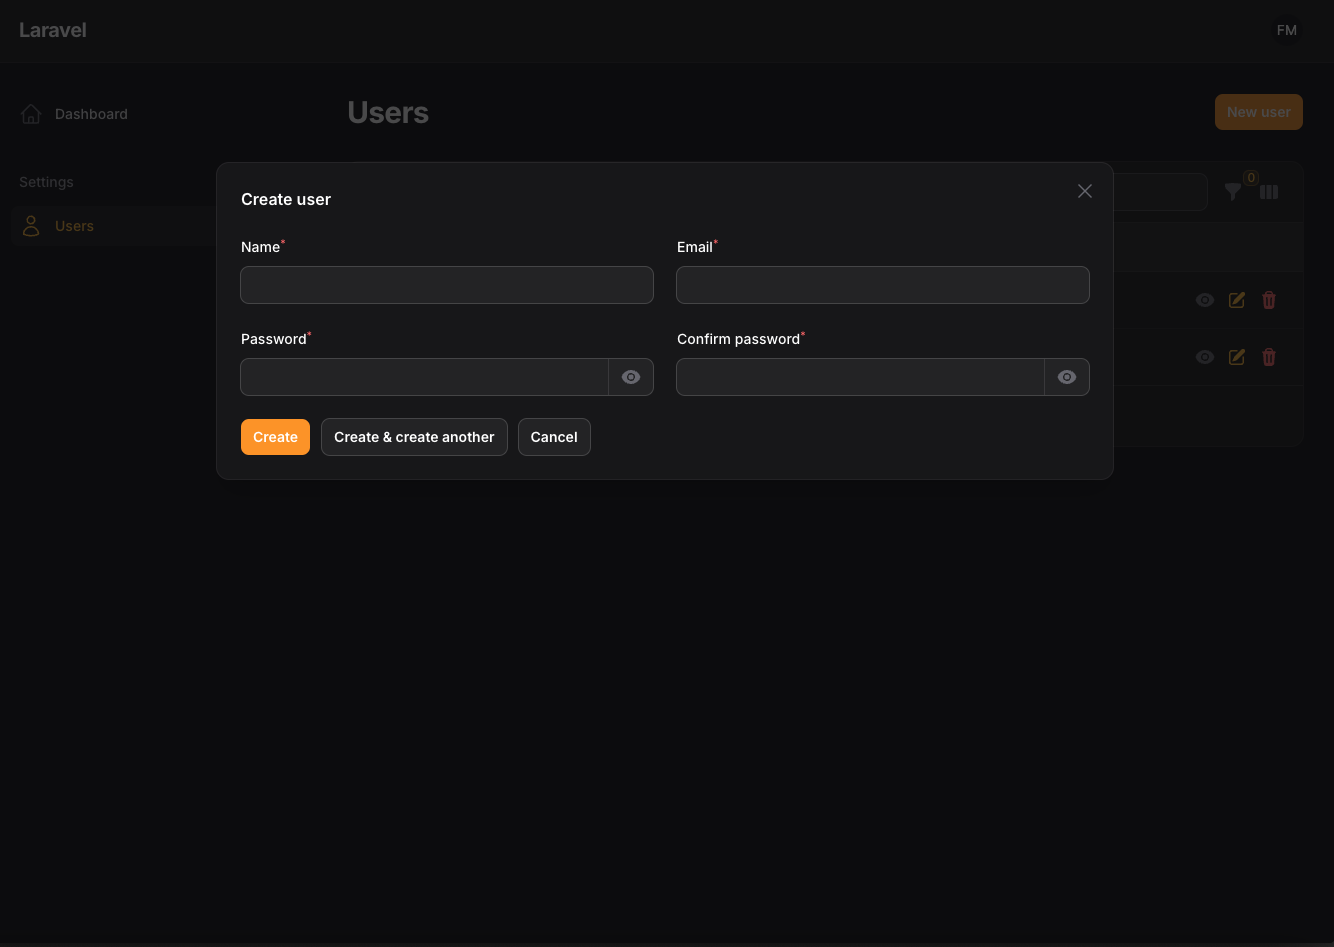 Laravel
FM
Dashboard
Users
New user
Settings
Users
0
Create user
Name*
Email*
Password*
Confirm password*
Create
Create & create another
Cancel